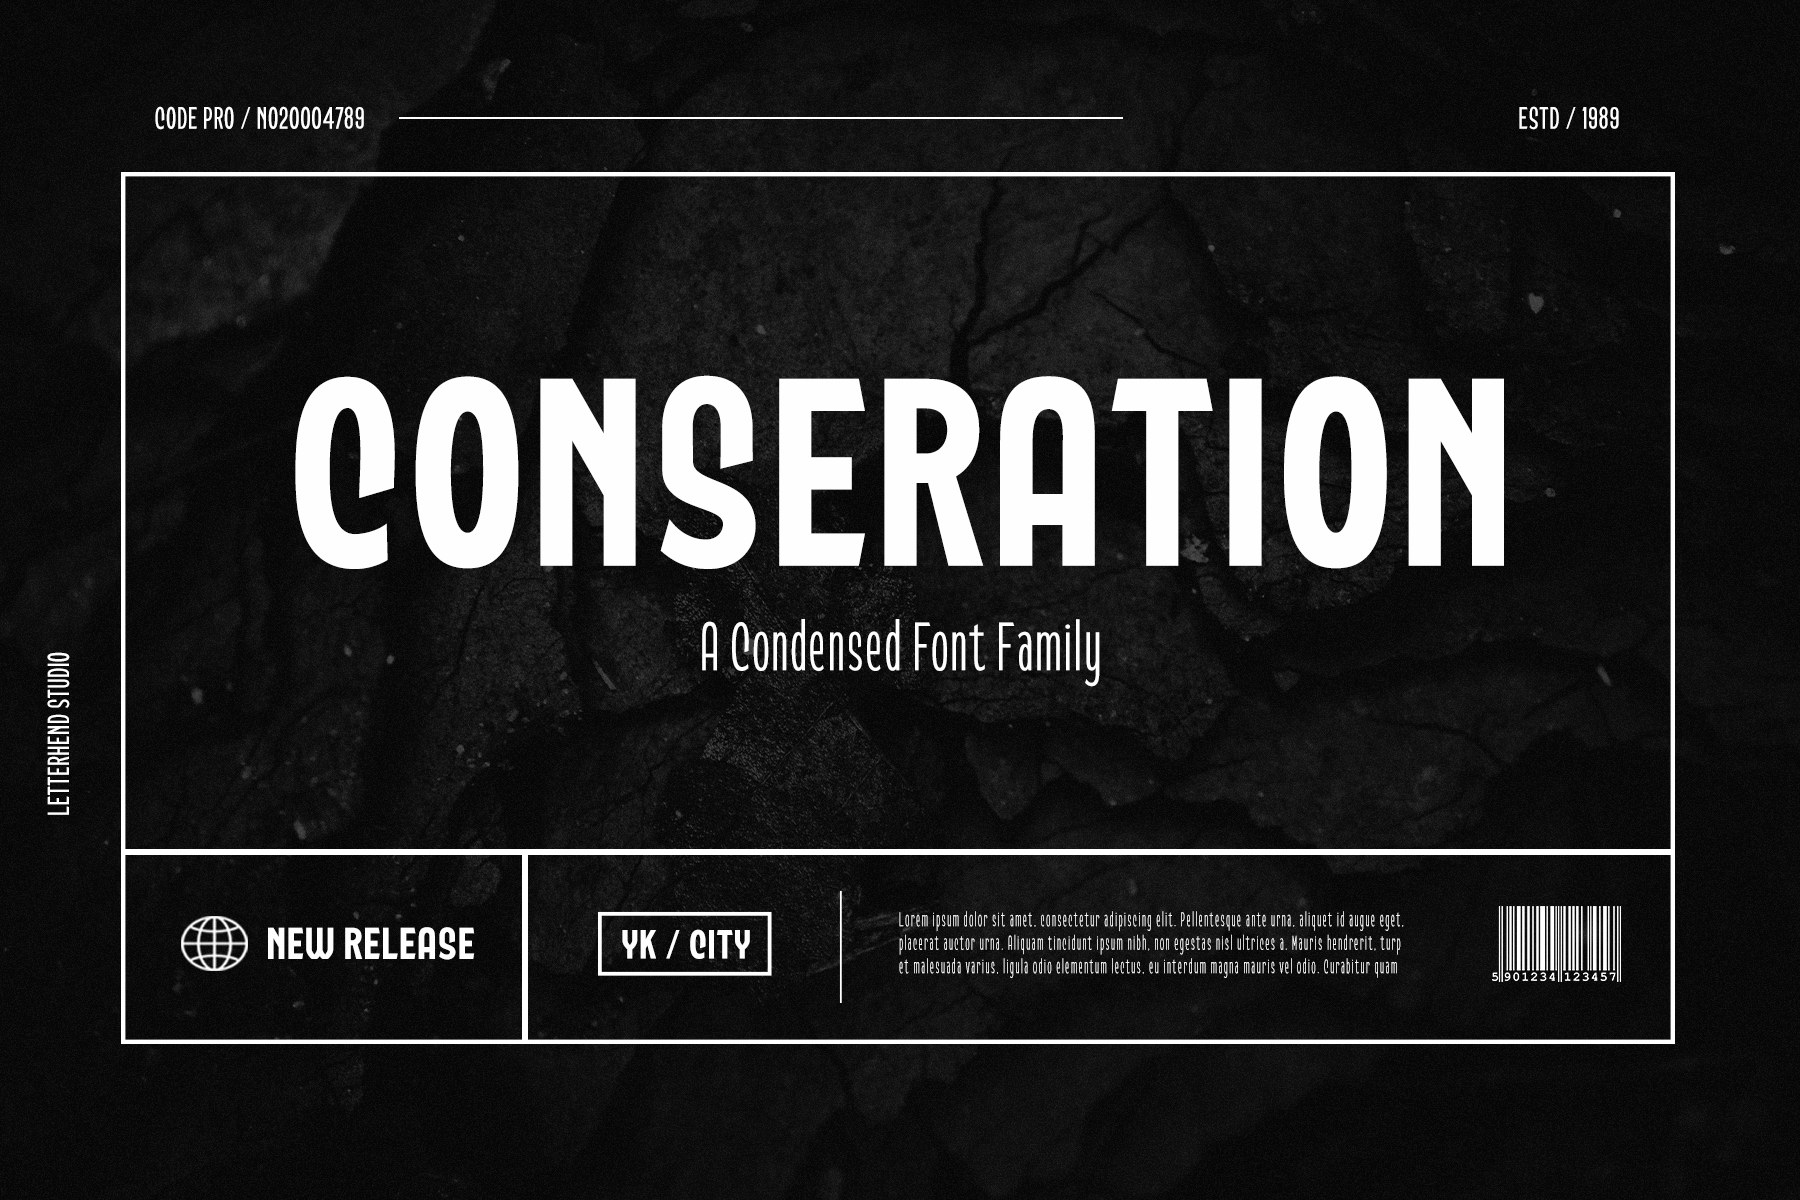 CODE PRO / NO20004789
ESTD / 1989
CONSERATION
A Condensed Font Family
LETTERHEND STUDIO
NEW RELEASE
YK / CITY
Lorem ipsum dolor sit amet, consectetur adipiscing elit. Pellentesque ante urna, aliquet id augue eget,
placerat auctor urna. Aliquam tincidunt ipsum nibh, non egestas nisl ultrices a. Mauris hendrerit, turp
et malesuada varius, ligula odio elementum lectus, eu interdum magna mauris vel odio. Curabitur quam
5 901234 123457